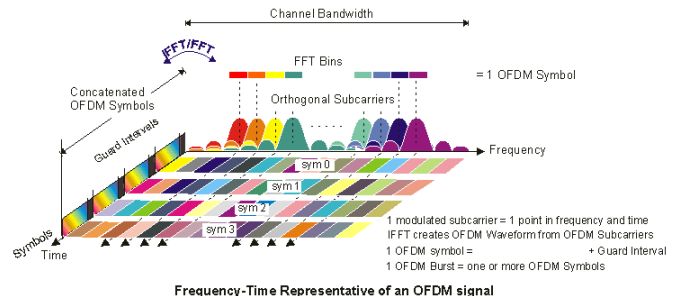 Channel Bandwidth
IFFT/FFT
FFT Bins
= 1 OFDM Symbol
Concatenated
OFDM Symbols
Orthogonal Subcarriers
Guard Intervals
Frequency
sym 0
sym 1
sym 2
sym 3
1 modulated subcarrier = 1 point in frequency and time
IFFT creates OFDM Waveform from OFDM Subcarriers
1 OFDM symbol = + Guard Interval
1 OFDM Burst = one or more OFDM Symbols
Symbols
Time
Frequency-Time Representative of an OFDM signal